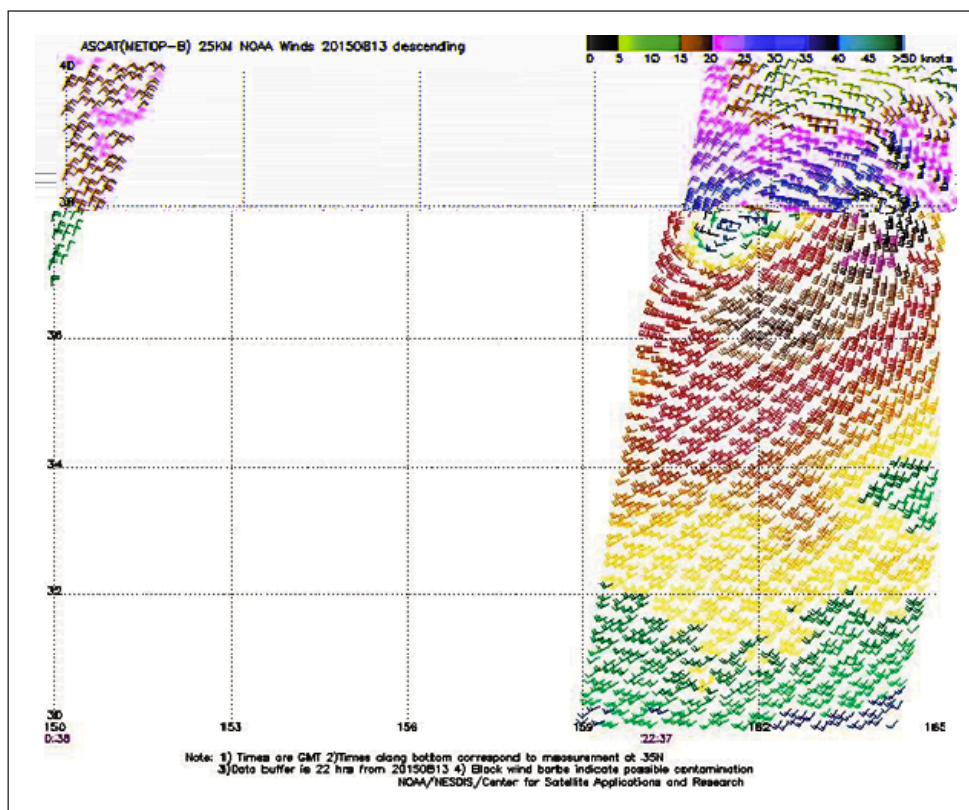 ASCAT(METOP-B) 25KM NOAA Winds 20150813 descending
0 5 10 15 20 25 30 35 40 45 >50 knots
40
38
36
34
32
30
150 153 156 159 162 165
0:38 22:37
Note: 1) Times are GMT 2)Times along bottom correspond to measurement at 35N
3)Data buffer is 22 hrs from 20150813 4) Black wind barbs indicate possible contamination
NOAA/NESDIS/Center for Satellite Applications and Research